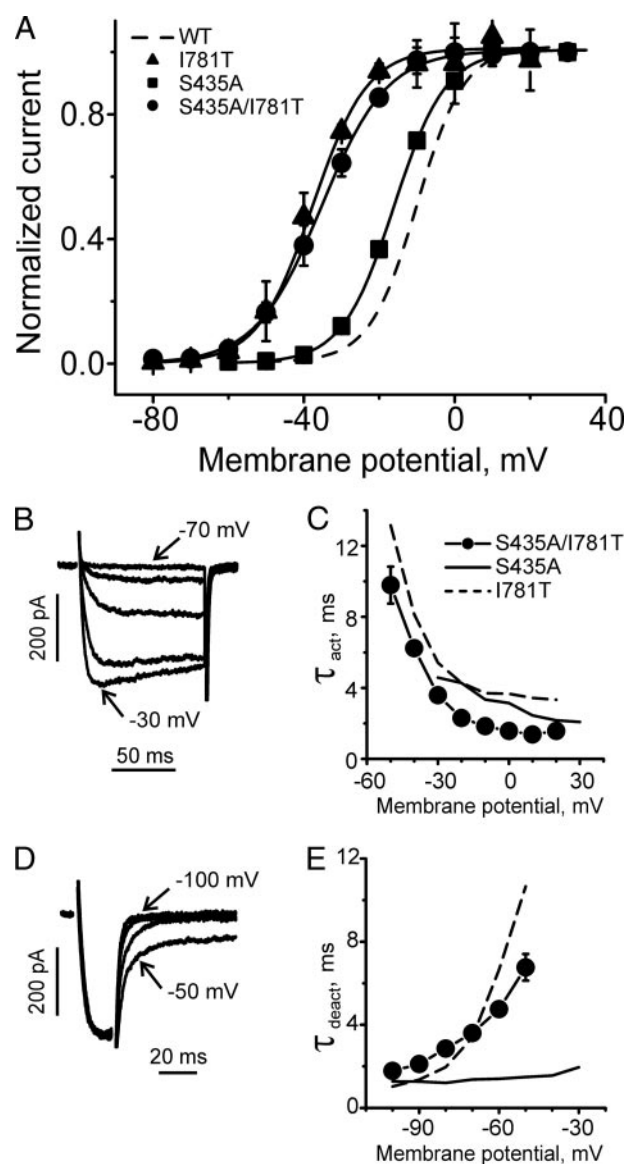 A
WT
I781T
S435A
S435A/I781T
Normalized current
0.8
0.4
0.0
-80
-40
0
40
Membrane potential, mV
B
-70 mV
200 pA
-30 mV
50 ms
C
S435A/I781T
S435A
I781T
τ act, ms
12
8
4
0
-60
-30
0
30
Membrane potential, mV
D
-100 mV
200 pA
-50 mV
20 ms
E
τ deact, ms
12
8
4
0
-90
-60
-30
Membrane potential, mV